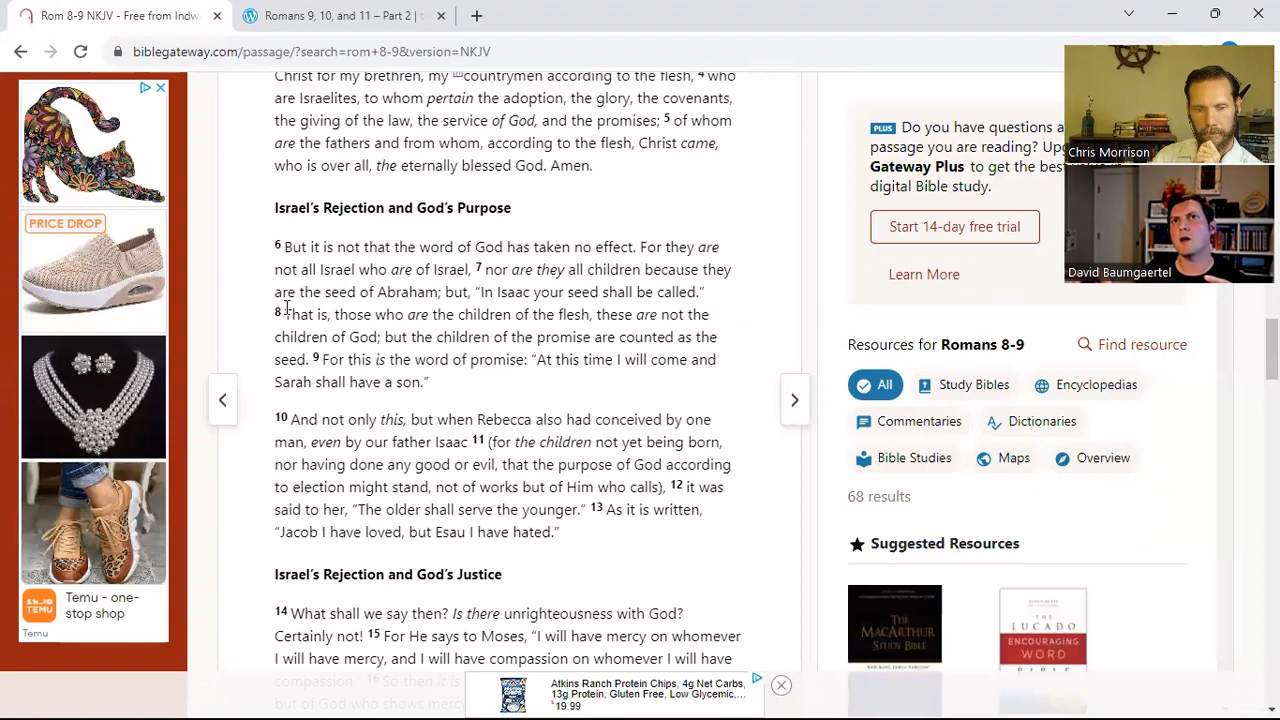 Rom 8-9 NKJV - Free from Indw
Romans 9, 10, and 11 – Part 2 | t
biblegateway.com/passage/?search=rom+8-9&version=NKJV
Christ for my brethren, my countrymen according to the flesh, 4 who
are Israelites, to whom pertain the adoption, the glory, the covenants,
the giving of the law, the service of God, and the promises; 5 of whom
are the fathers and from whom, according to the flesh, Christ came,
who is over all, the eternally blessed God. Amen.
Israel's Rejection and God's Purpose
6 But it is not that the word of God has taken no effect. For they are
not all Israel who are of Israel, 7 nor are they all children because they
are the seed of Abraham; but, “In Isaac your seed shall be called.”
8 That is, those who are the children of the flesh, these are not the
children of God; but the children of the promise are counted as the
seed. 9 For this is the word of promise: “At this time I will come and
Sarah shall have a son.”
10 And not only this, but when Rebecca also had conceived by one
man, even by our father Isaac 11 (for the children not yet being born,
nor having done any good or evil, that the purpose of God according
to election might stand, not of works but of Him who calls), 12 it was
said to her, “The older shall serve the younger.” 13 As it is written,
“Jacob I have loved, but Esau I have hated.”
Israel's Rejection and God's Justice
14 What shall we say then? Is there unrighteousness with God?
Certainly not! 15 For He says to Moses, “I will have mercy on whomever
I will have mercy, and I will have compassion on whomever I will have
compassion.” 16 So then it is
but of God who shows mercy
PRICE DROP
TEMU
Temu - one-
stop shop
Temu
Atkins Ranch Protein Chips, 4g Net Carbs,
13g Protein, Gluten Free, Low Glycemic,...
$19.99
PLUS Do you have questions a
passage you are reading? Upg
Gateway Plus to get the best
digital Bible study.
Start 14-day free trial
Learn More
Chris Morrison
David Baumgaertel
Resources for Romans 8-9
Find resource
All
Study Bibles
Encyclopedias
Commentaries
Dictionaries
Bible Studies
Maps
Overview
68 results
Suggested Resources
THE
MACARTHUR
STUDY BIBLE
THE
LUCADO
ENCOURAGING
WORD
BIBLE